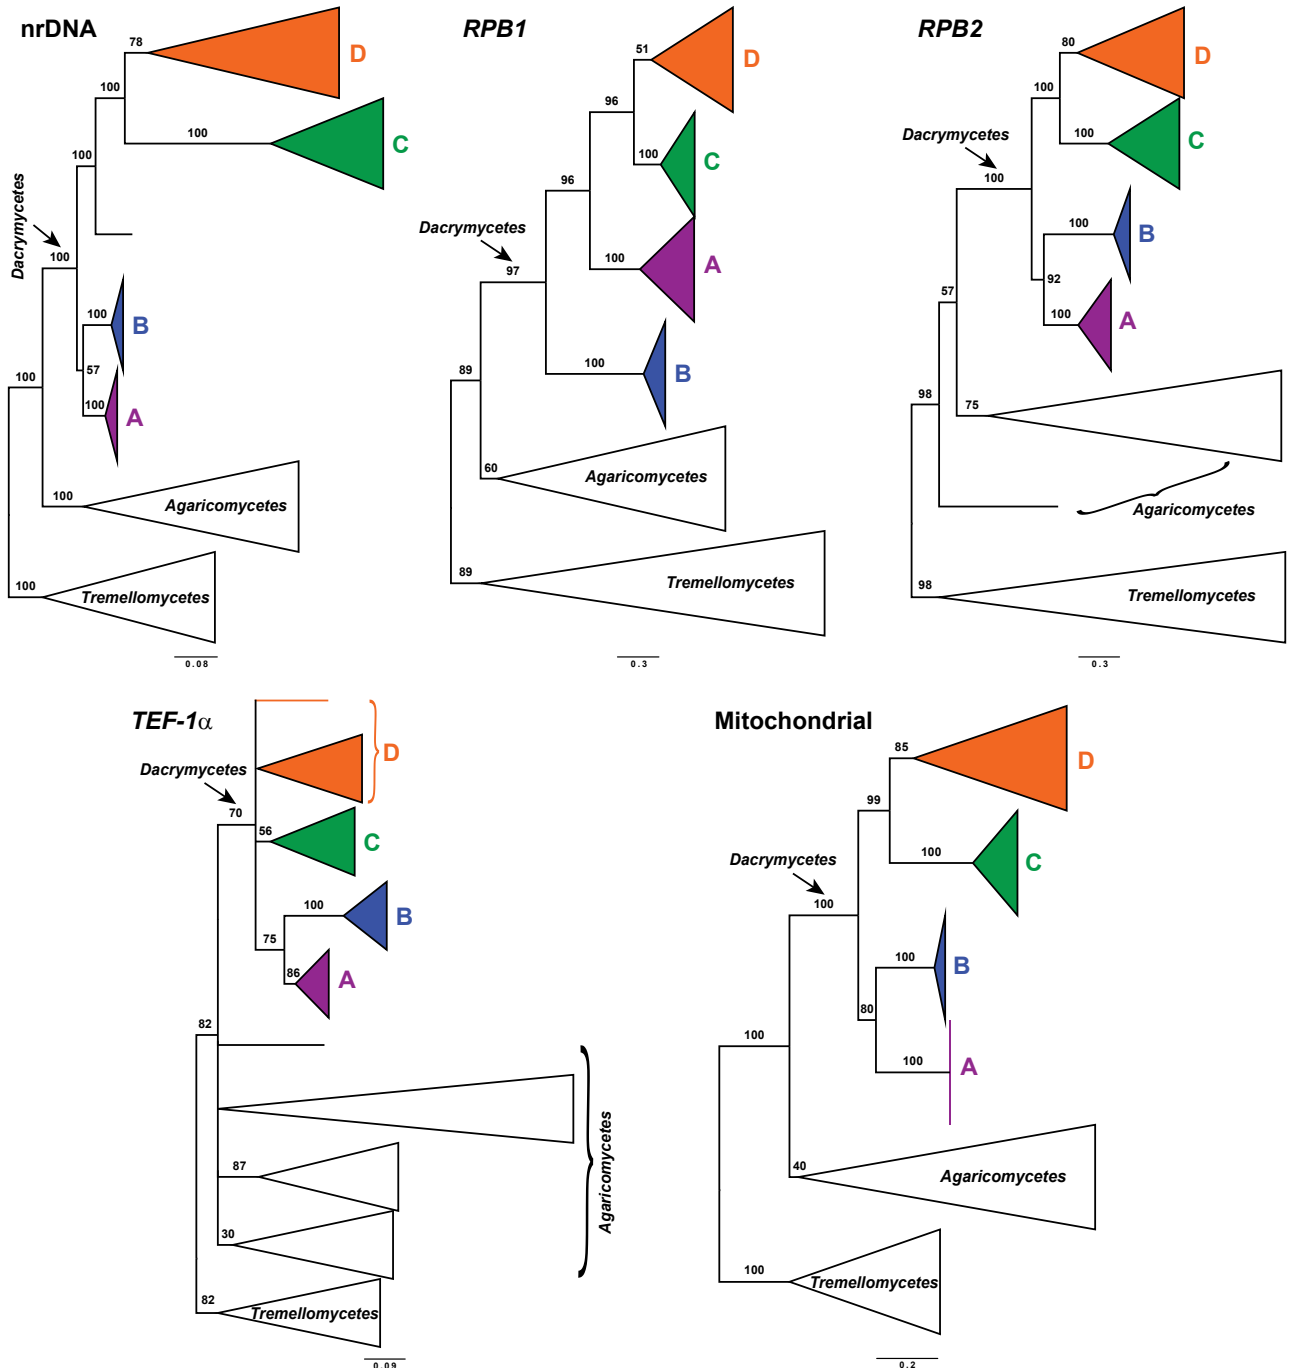 nrDNA
78
D
100
100
C
100
Dacrymycetes
100
100
B
57
100
A
100
100
Agaricomycetes
100
Tremellomycetes
0.08
RPB1
51
D
96
100
C
96
Dacrymycetes
100
A
97
100
B
89
60
Agaricomycetes
89
Tremellomycetes
0.3
RPB2
80
D
100
Dacrymycetes
100
C
100
100
B
92
57
100
A
98
75
Agaricomycetes
98
Tremellomycetes
0.3
TEF-1α
D
Dacrymycetes
70
56
C
100
B
75
86
A
82
87
Agaricomycetes
30
82
Tremellomycetes
0.09
Mitochondrial
85
D
99
Dacrymycetes
100
C
100
100
B
80
100
A
100
40
Agaricomycetes
100
Tremellomycetes
0.2